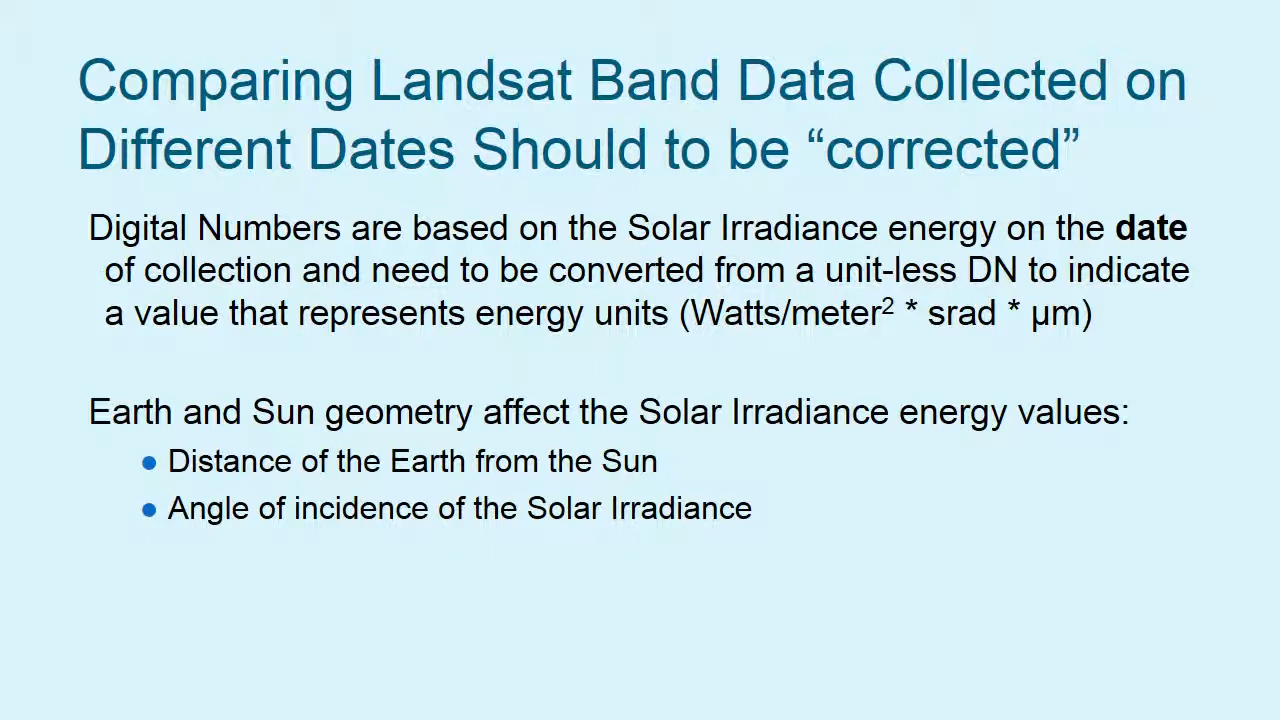 Comparing Landsat Band Data Collected on
Different Dates Should to be “corrected”
Digital Numbers are based on the Solar Irradiance energy on the date
of collection and need to be converted from a unit-less DN to indicate
a value that represents energy units (Watts/meter² * srad * µm)
Earth and Sun geometry affect the Solar Irradiance energy values:
● Distance of the Earth from the Sun
● Angle of incidence of the Solar Irradiance